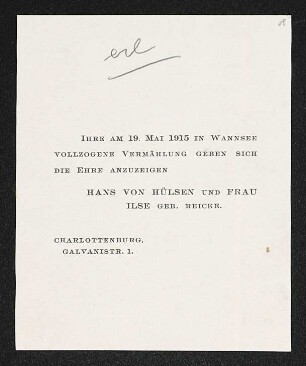 erl
Ihre am 19. Mai 1915 in Wannsee
vollzogene Vermählung geben sich
die Ehre anzuzeigen
Hans von Hülsen und Frau
Ilse geb. Reicke.
Charlottenburg,
Galvanistr. 1.